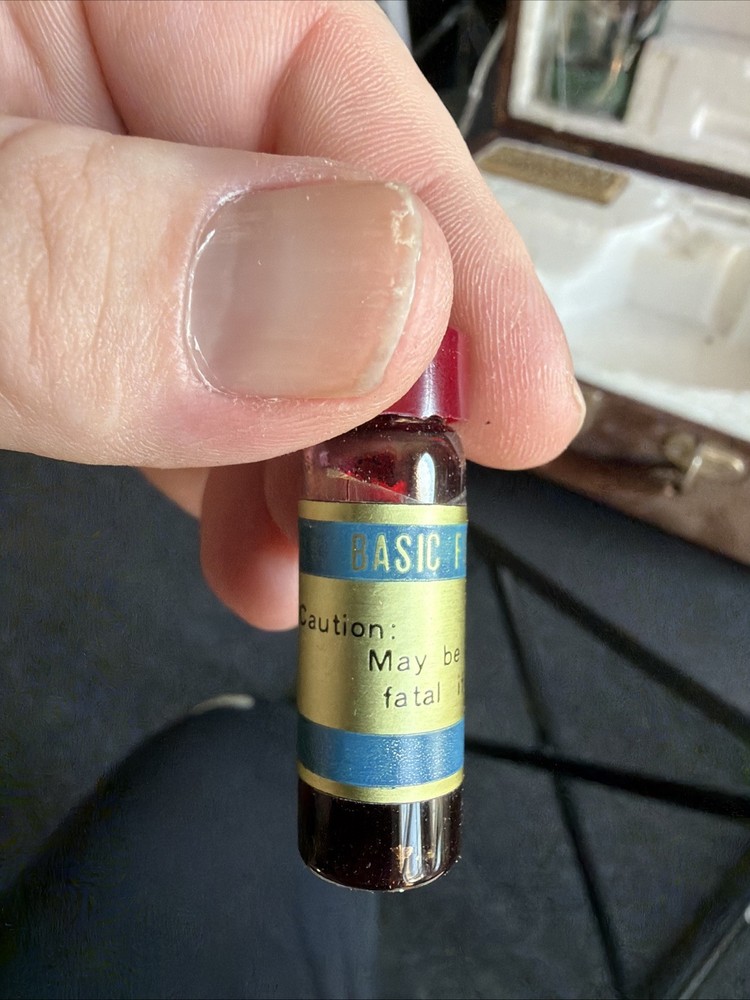 BASIC F
Caution:
May be
fatal i